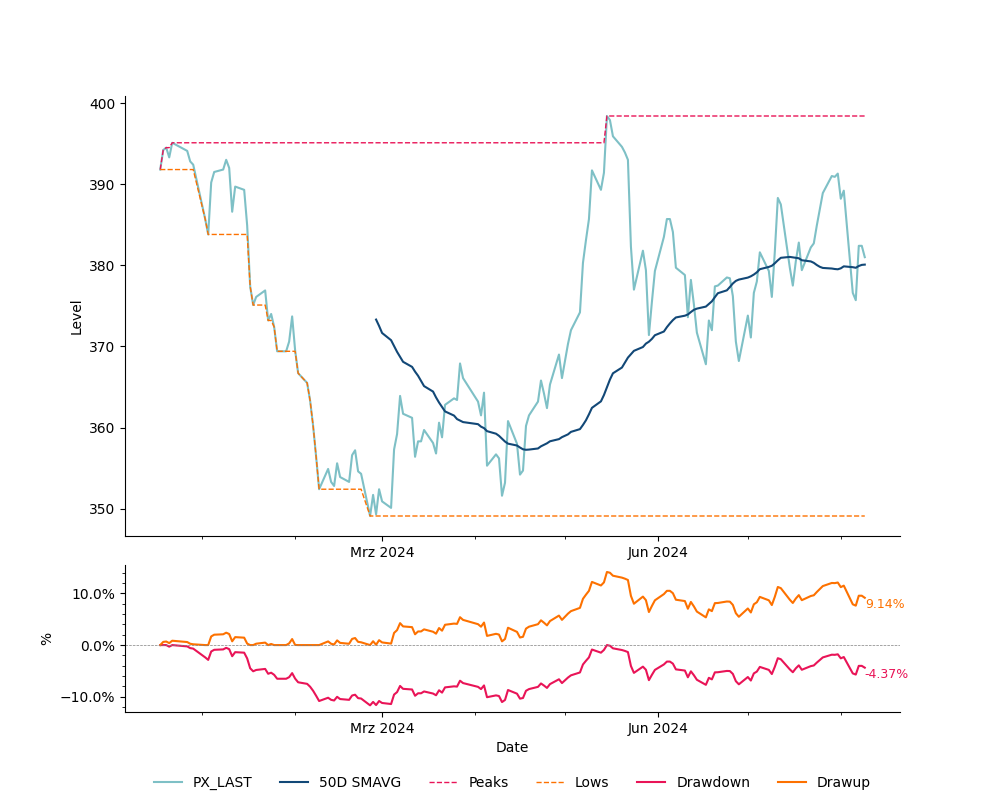 400
390
380
370
360
350
Level
Mrz 2024
Jun 2024
10.0%
0.0%
−10.0%
%
9.14%
-4.37%
Mrz 2024
Jun 2024
Date
PX_LAST
50D SMAVG
Peaks
Lows
Drawdown
Drawup